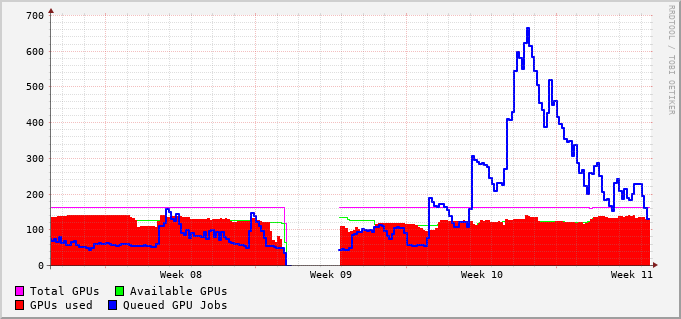 700
600
500
400
300
200
100
0
Week 08 Week 09 Week 10 Week 11
Total GPUs Available GPUs
GPUs used Queued GPU Jobs
RRDTOOL / TOBI OETIKER